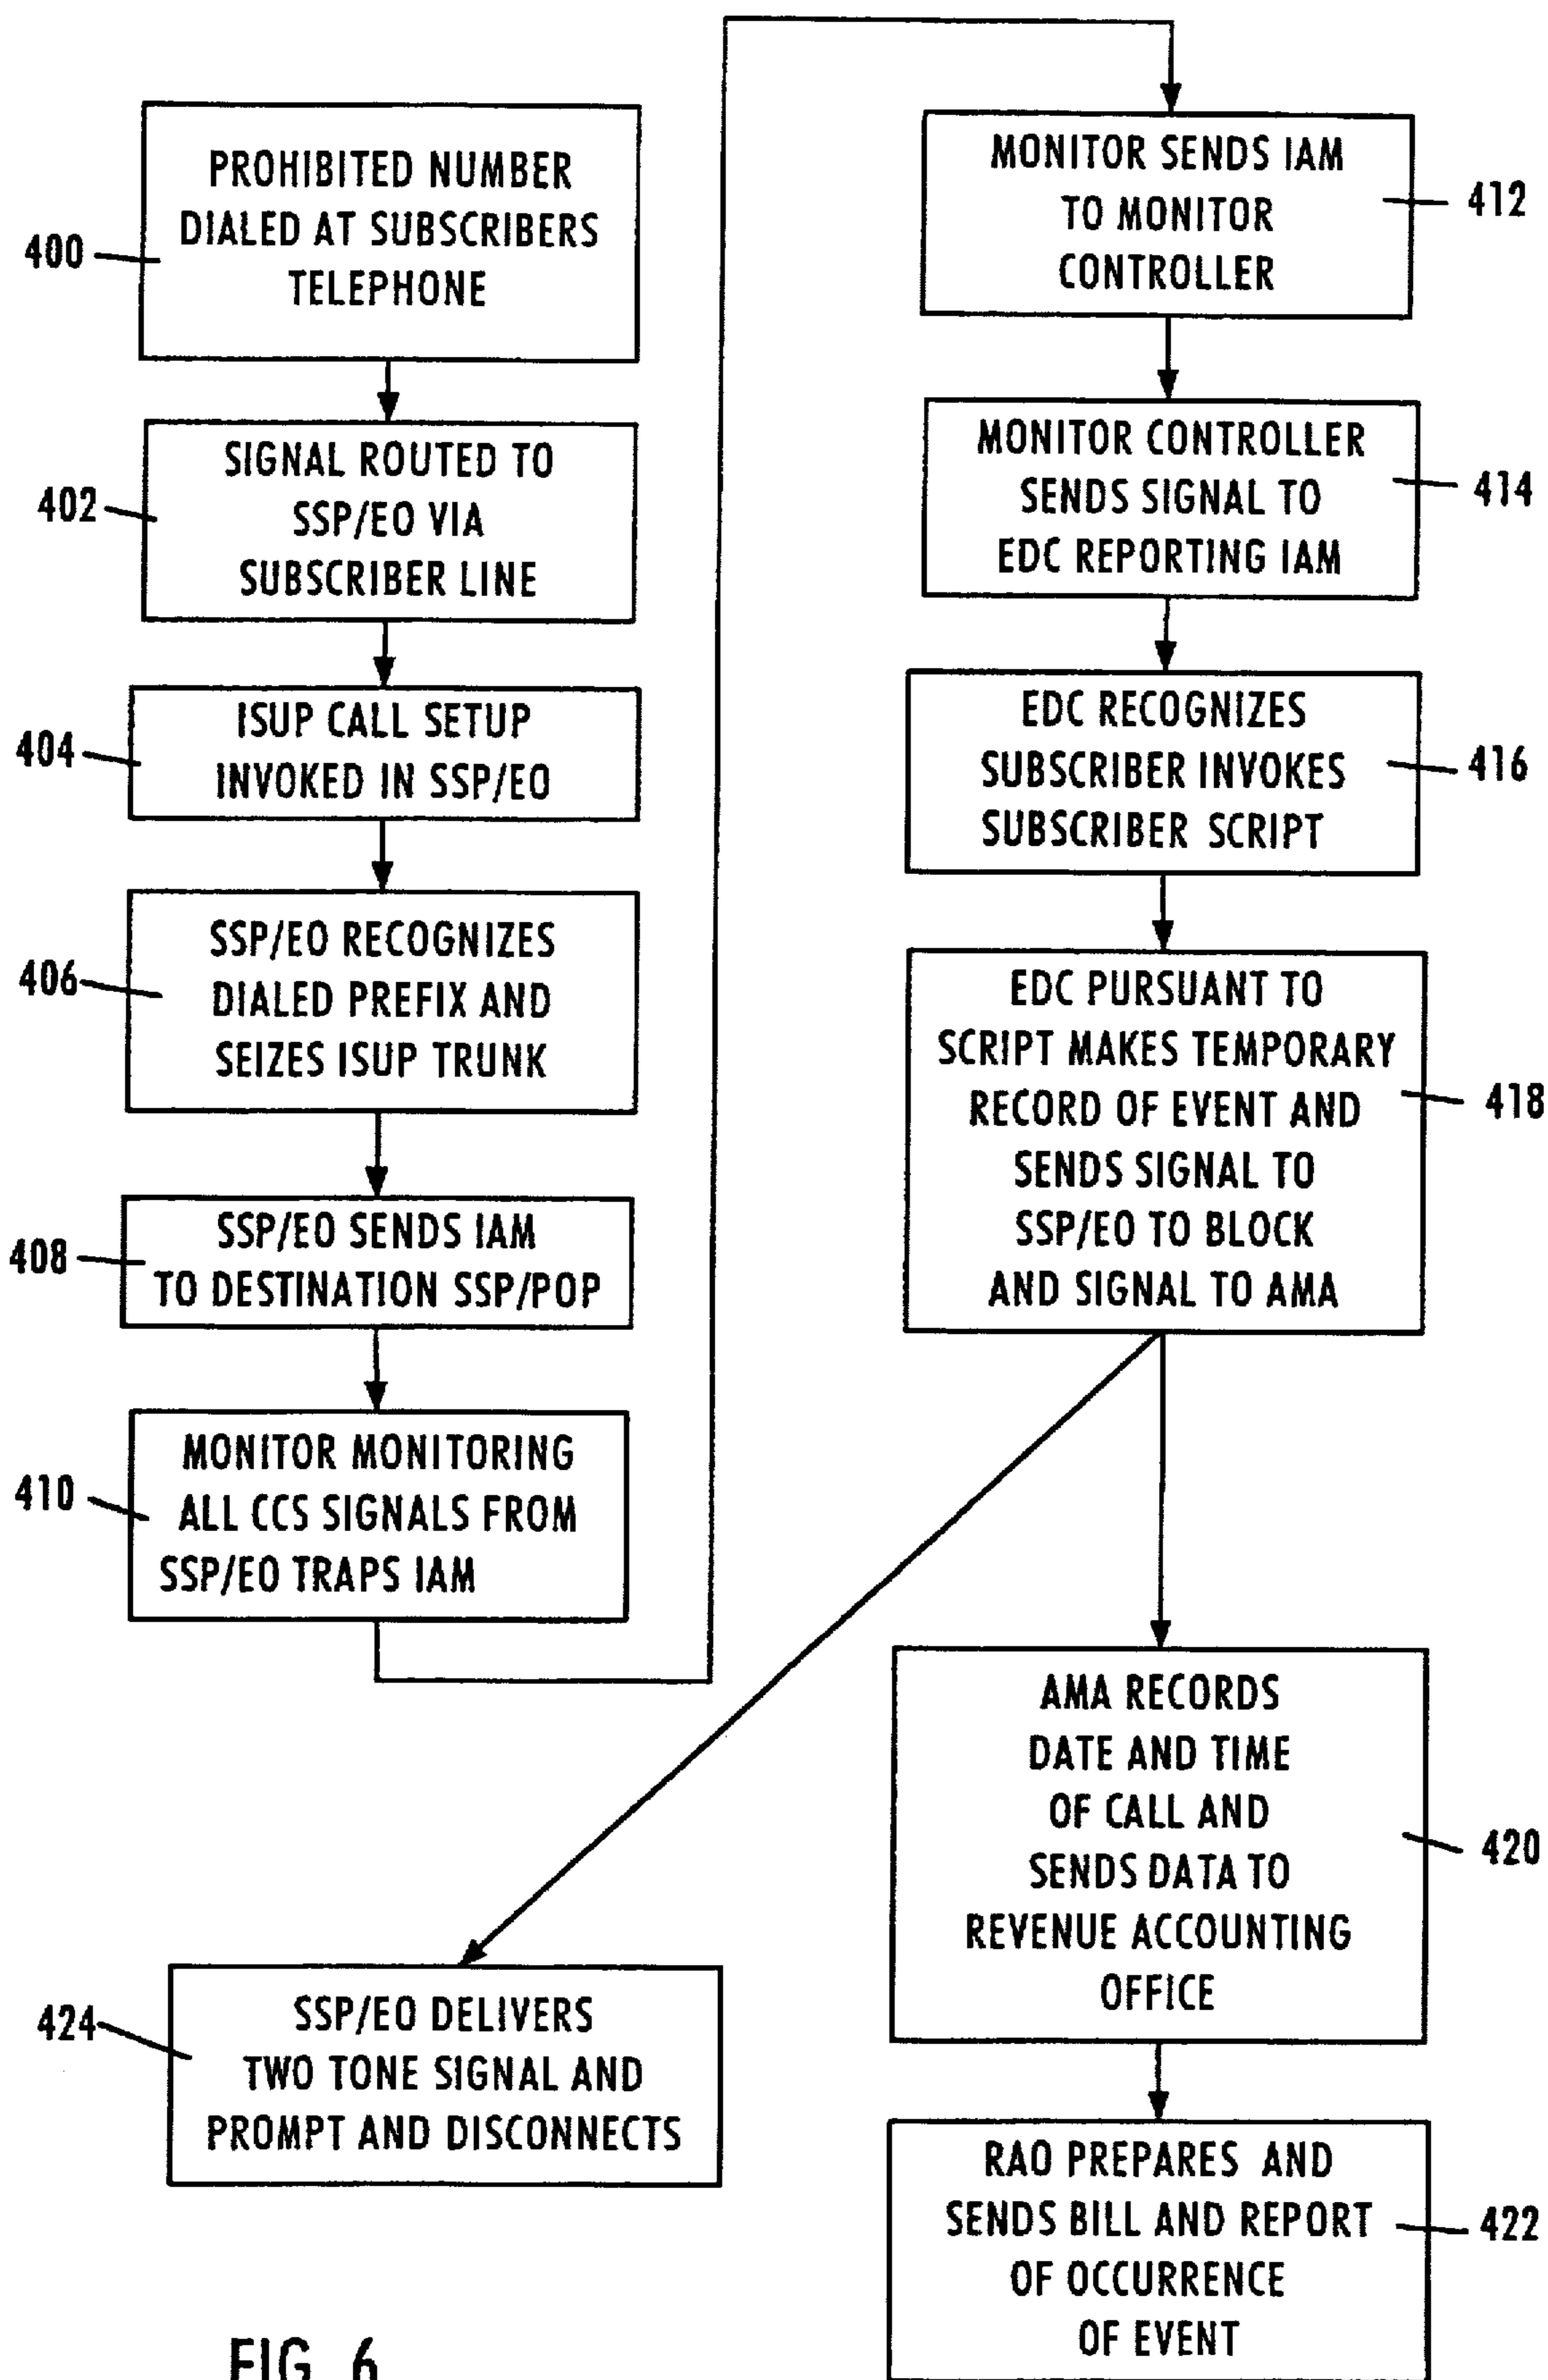 400
PROHIBITED NUMBER
DIALED AT SUBSCRIBERS
TELEPHONE
402
SIGNAL ROUTED TO
SSP/EO VIA
SUBSCRIBER LINE
404
ISUP CALL SETUP
INVOKED IN SSP/EO
406
SSP/EO RECOGNIZES
DIALED PREFIX AND
SEIZES ISUP TRUNK
408
SSP/EO SENDS IAM
TO DESTINATION SSP/POP
410
MONITOR MONITORING
ALL CCS SIGNALS FROM
SSP/EO TRAPS IAM
MONITOR SENDS IAM
TO MONITOR
CONTROLLER
412
MONITOR CONTROLLER
SENDS SIGNAL TO
EDC REPORTING IAM
414
EDC RECOGNIZES
SUBSCRIBER INVOKES
SUBSCRIBER SCRIPT
416
EDC PURSUANT TO
SCRIPT MAKES TEMPORARY
RECORD OF EVENT AND
SENDS SIGNAL TO
SSP/EO TO BLOCK
AND SIGNAL TO AMA
418
AMA RECORDS
DATE AND TIME
OF CALL AND
SENDS DATA TO
REVENUE ACCOUNTING
OFFICE
420
RAO PREPARES AND
SENDS BILL AND REPORT
OF OCCURRENCE
OF EVENT
422
424
SSP/EO DELIVERS
TWO TONE SIGNAL AND
PROMPT AND DISCONNECTS
FIG. 6